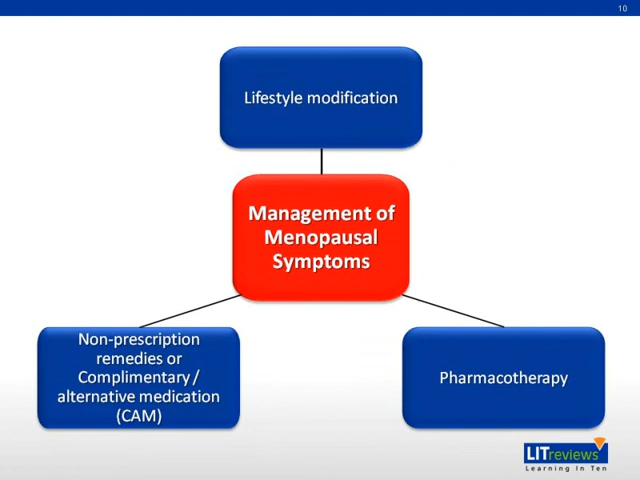 10
Lifestyle modification
Management of
Menopausal
Symptoms
Non-prescription
remedies or
Complimentary /
alternative medication
(CAM)
Pharmacotherapy
LITreviews
Learning In Ten